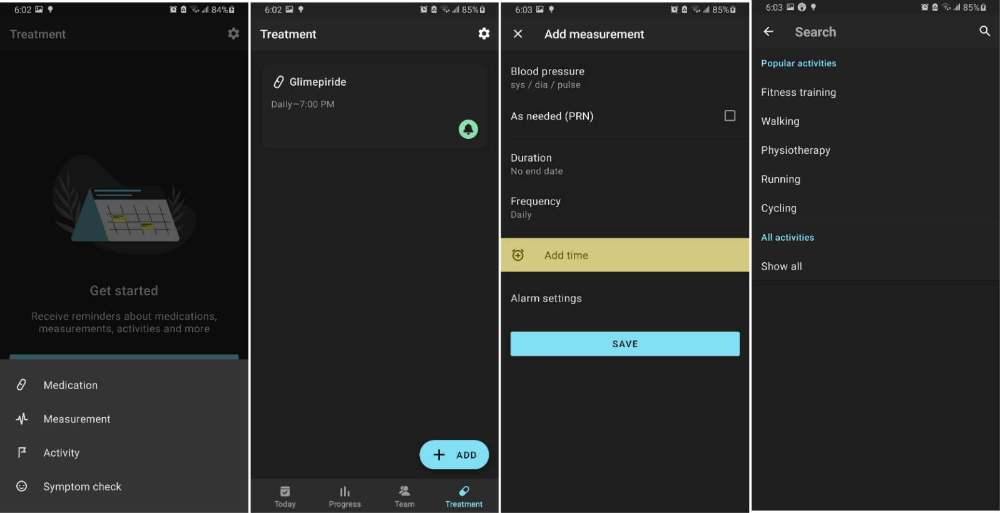 6:02
84%
Treatment
Get started
Receive reminders about medications,
measurements, activities and more
Medication
Measurement
Activity
Symptom check
6:02
85%
Treatment
Glimepiride
Daily—7:00 PM
ADD
Today
Progress
Team
Treatment
6:03
85%
Add measurement
Blood pressure
sys / dia / pulse
As needed (PRN)
Duration
No end date
Frequency
Daily
Add time
Alarm settings
SAVE
6:03
85%
Search
Popular activities
Fitness training
Walking
Physiotherapy
Running
Cycling
All activities
Show all